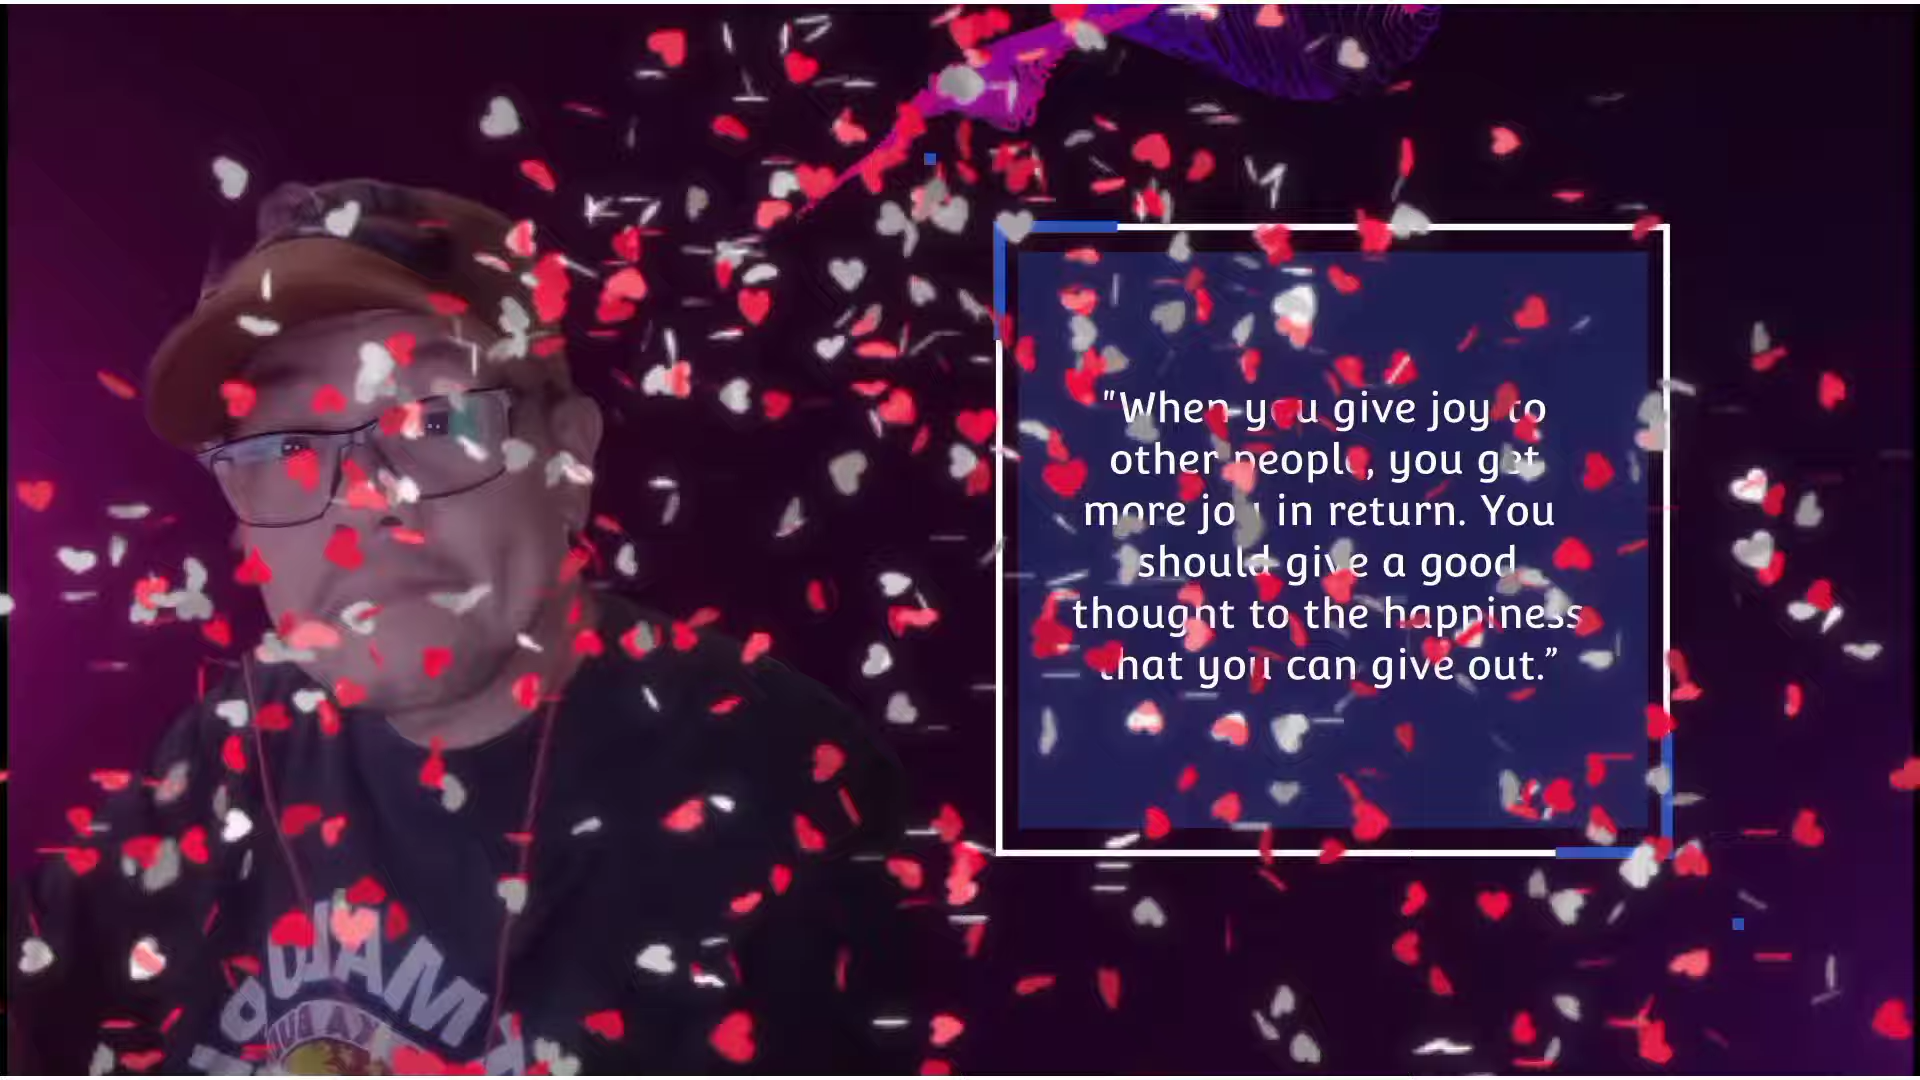 "When you give joy to
other people, you get
more joy in return. You
should give a good
thought to the happiness
that you can give out.”